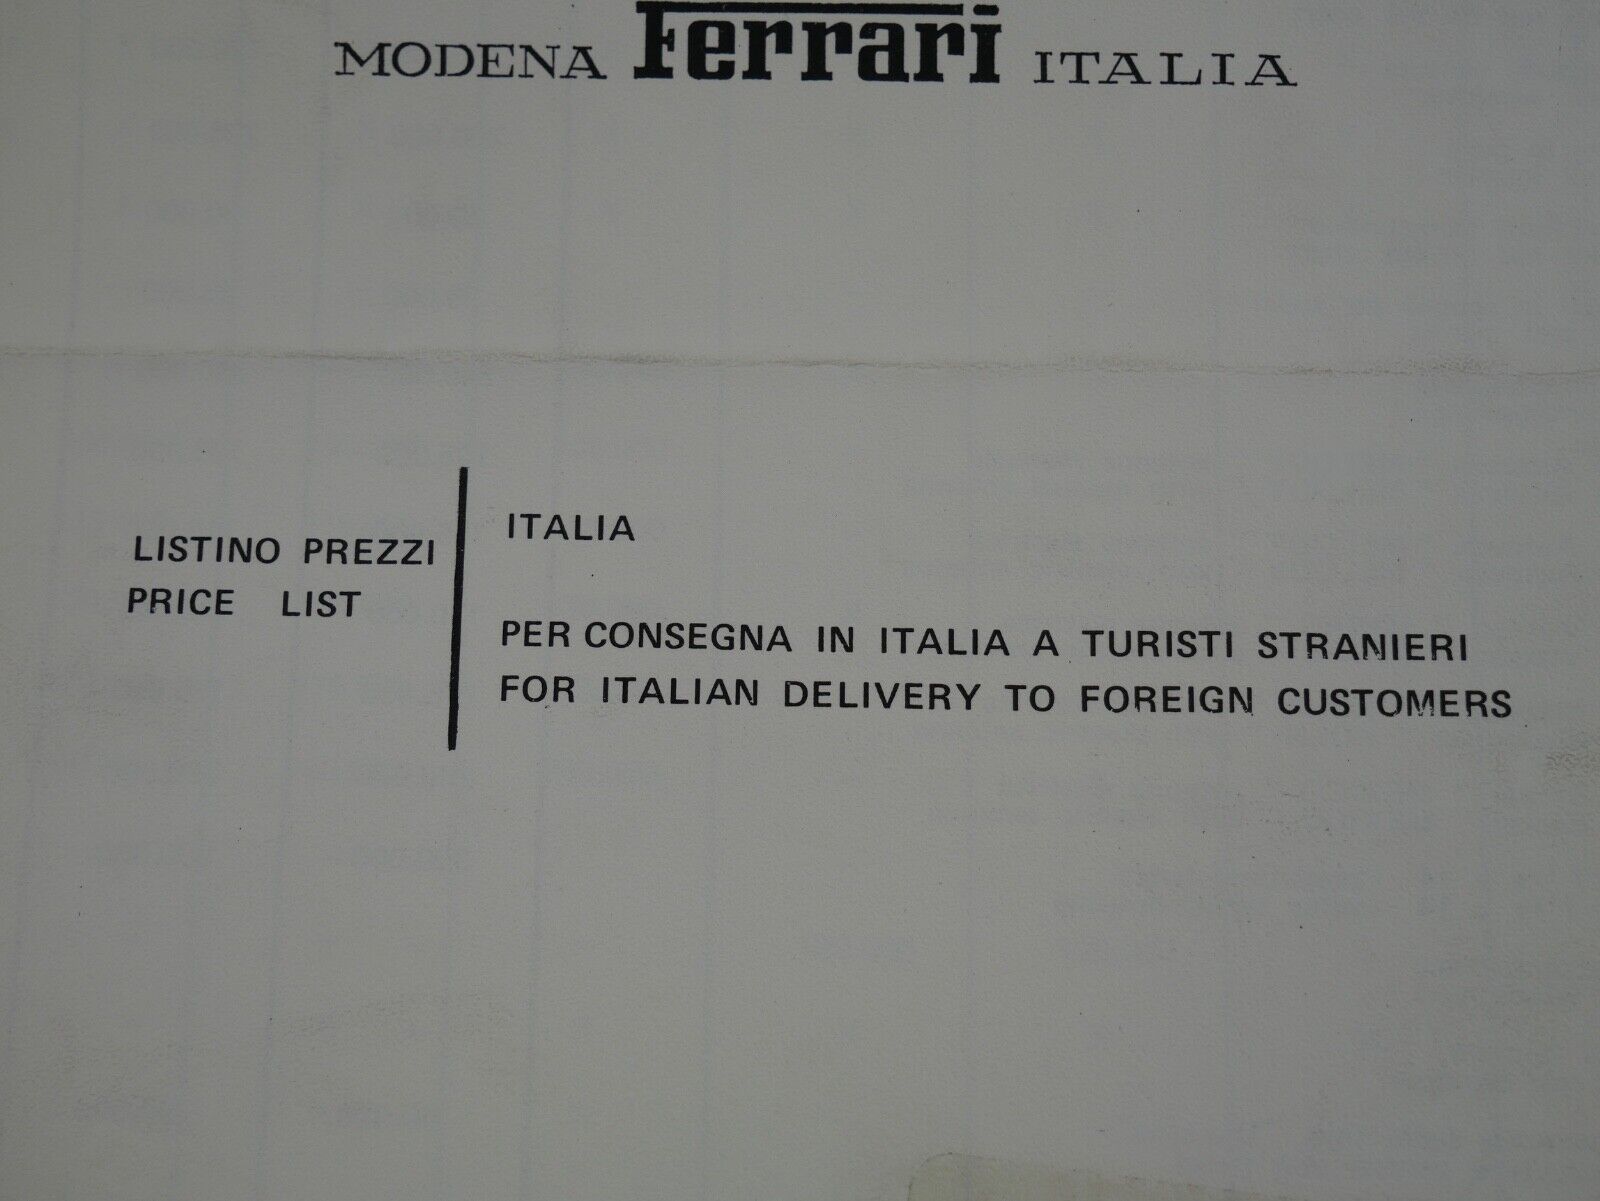 MODENA Ferrari ITALIA
LISTINO PREZZI
PRICE LIST
ITALIA
PER CONSEGNA IN ITALIA A TURISTI STRANIERI
FOR ITALIAN DELIVERY TO FOREIGN CUSTOMERS